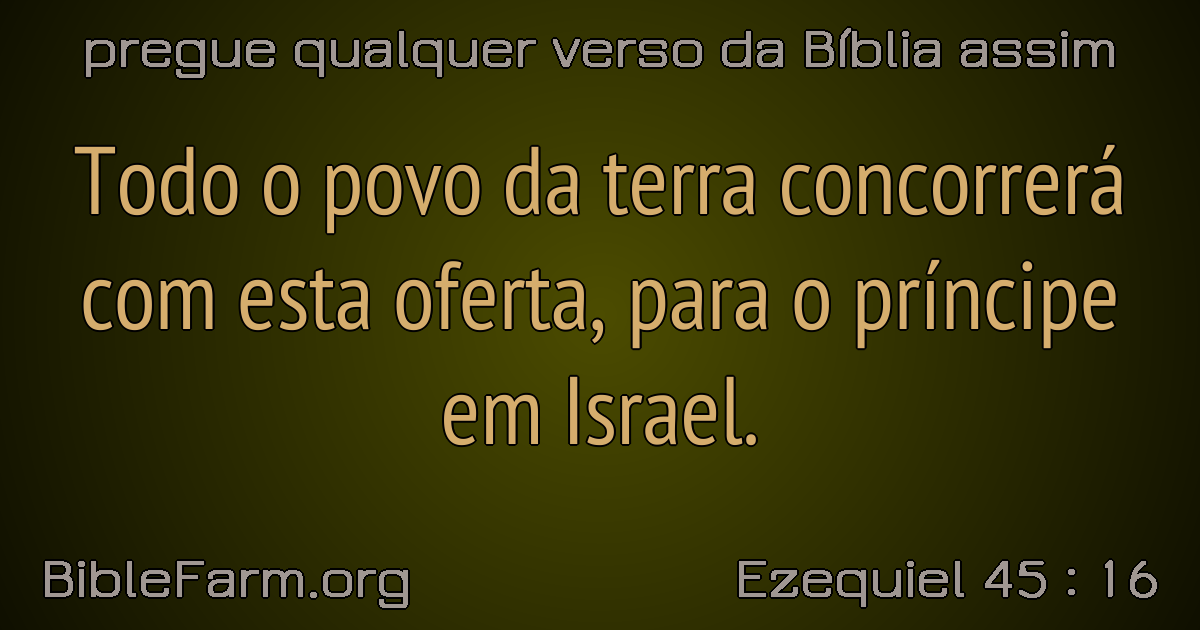 pregue qualquer verso da Bíblia assim
Todo o povo da terra concorrerá
com esta oferta, para o príncipe
em Israel.
BibleFarm.org
Ezequiel 45 : 16